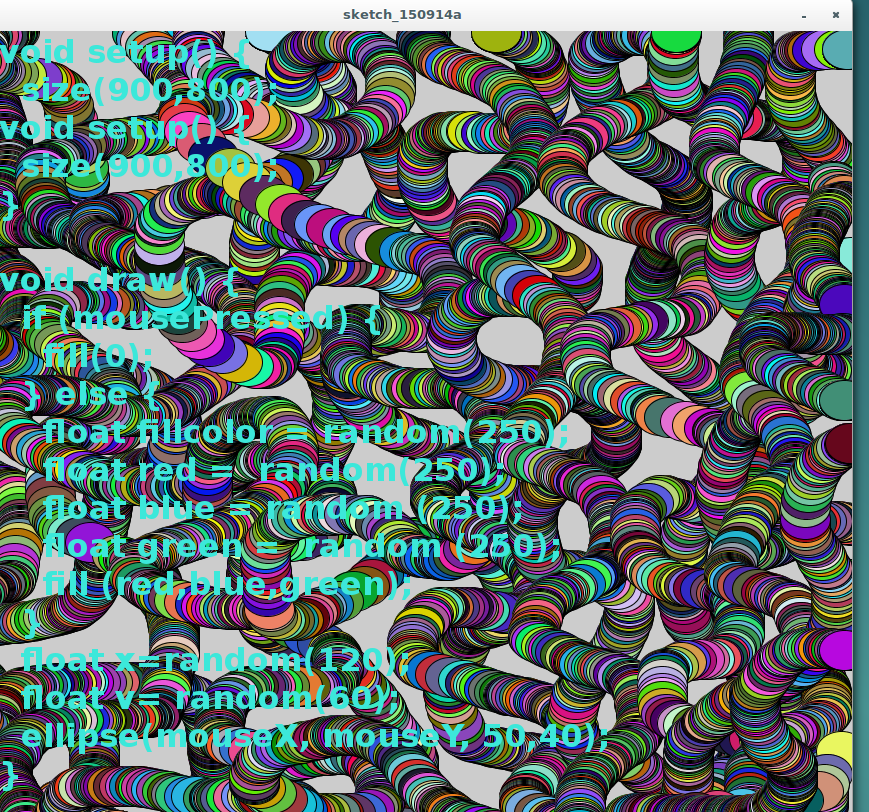 sketch_150914a
void setup() {
size(900,800);
void setup() {
size(900,800);
}
void draw() {
if (mousePressed) {
fill(0);
} else {
float fillcolor = random(250);
float red = random(250);
float blue = random (250);
float green = random (250);
fill (red,blue,green);
}
float x=random(120);
float v= random(60);
ellipse(mouseX, mouseY, 50,40);
}